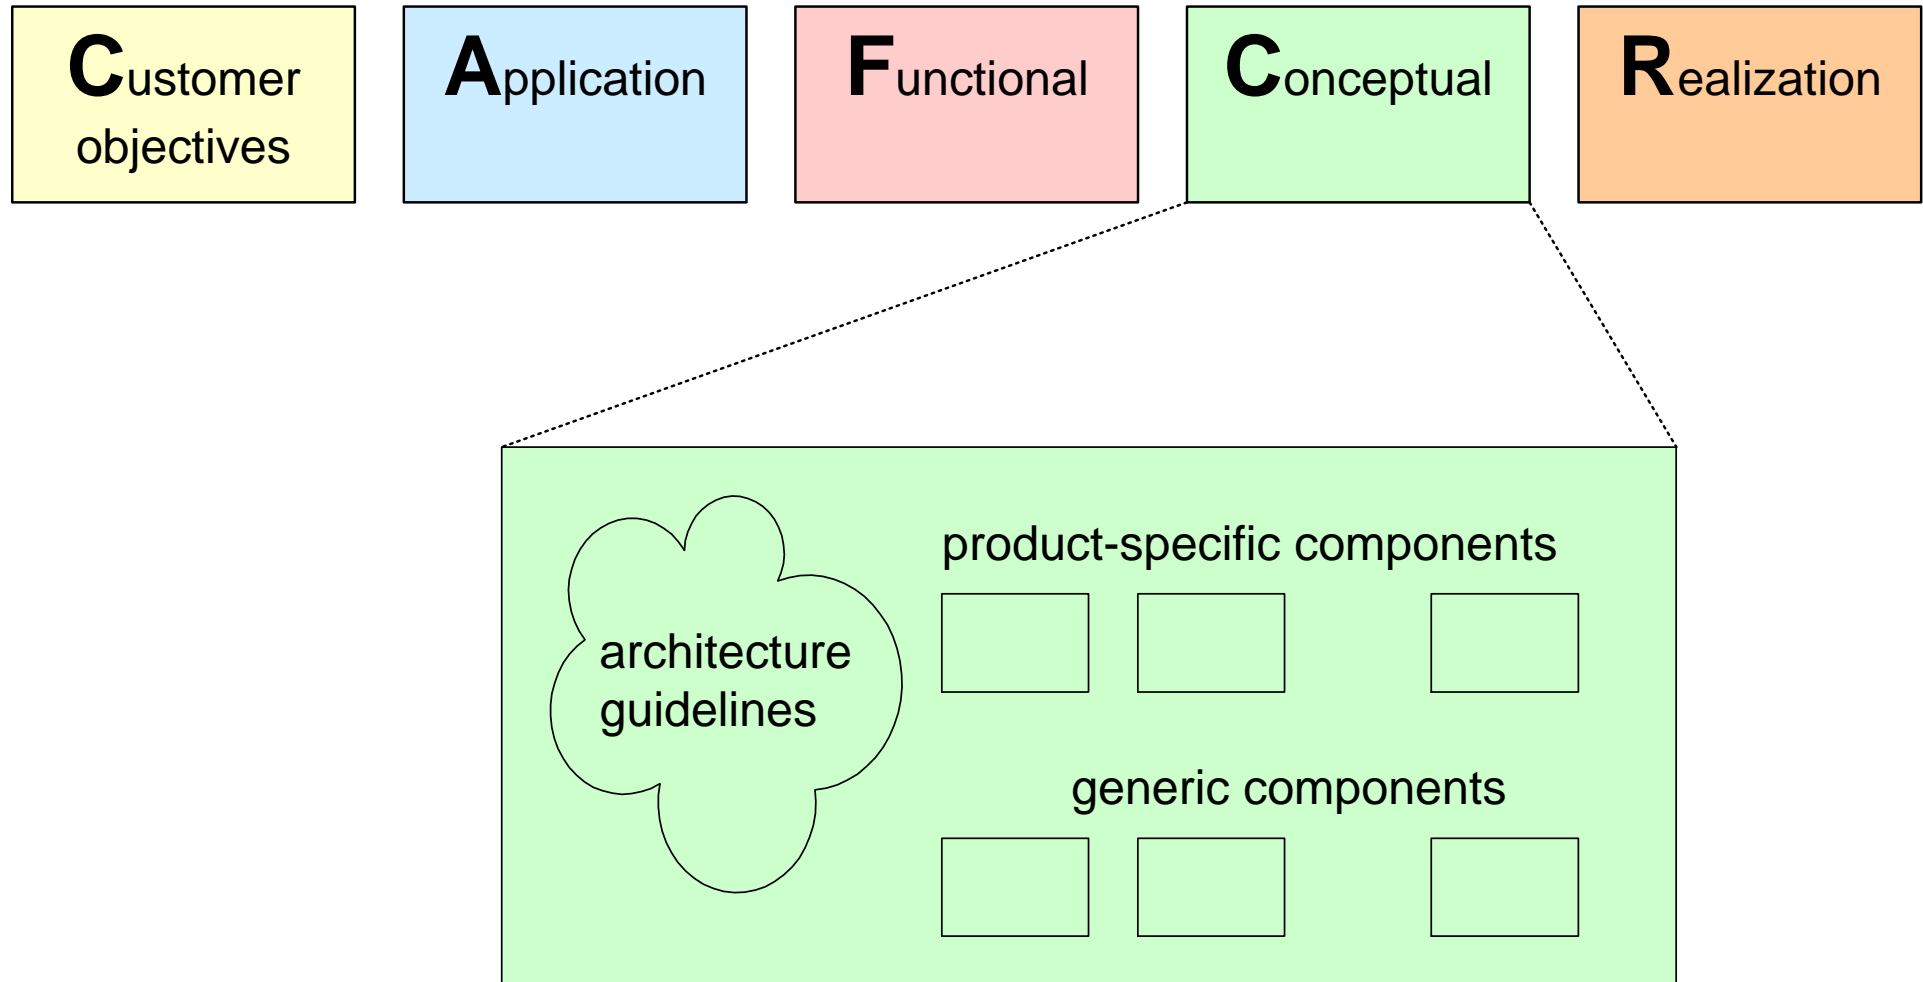 Customer
objectives
Application
Functional
Conceptual
Realization
product-specific components
architecture
guidelines
generic components